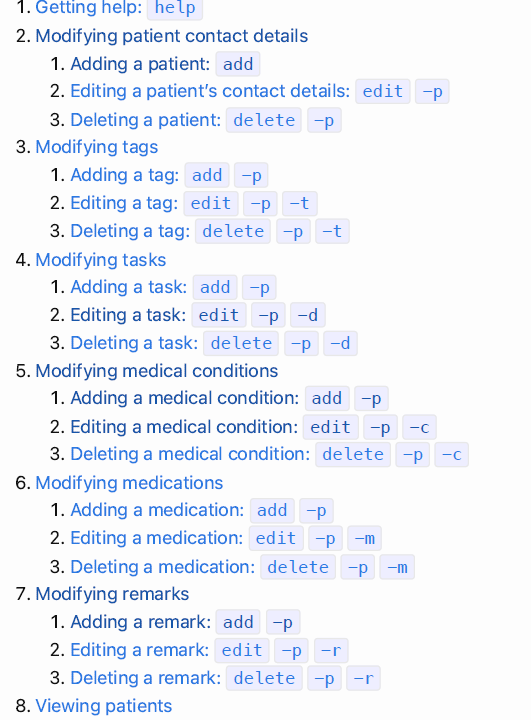 1. Getting help: help
2. Modifying patient contact details
1. Adding a patient: add
2. Editing a patient’s contact details: edit –p
3. Deleting a patient: delete –p
3. Modifying tags
1. Adding a tag: add –p
2. Editing a tag: edit –p –t
3. Deleting a tag: delete –p –t
4. Modifying tasks
1. Adding a task: add –p
2. Editing a task: edit –p –d
3. Deleting a task: delete –p –d
5. Modifying medical conditions
1. Adding a medical condition: add –p
2. Editing a medical condition: edit –p –c
3. Deleting a medical condition: delete –p –c
6. Modifying medications
1. Adding a medication: add –p
2. Editing a medication: edit –p –m
3. Deleting a medication: delete –p –m
7. Modifying remarks
1. Adding a remark: add –p
2. Editing a remark: edit –p –r
3. Deleting a remark: delete –p –r
8. Viewing patients